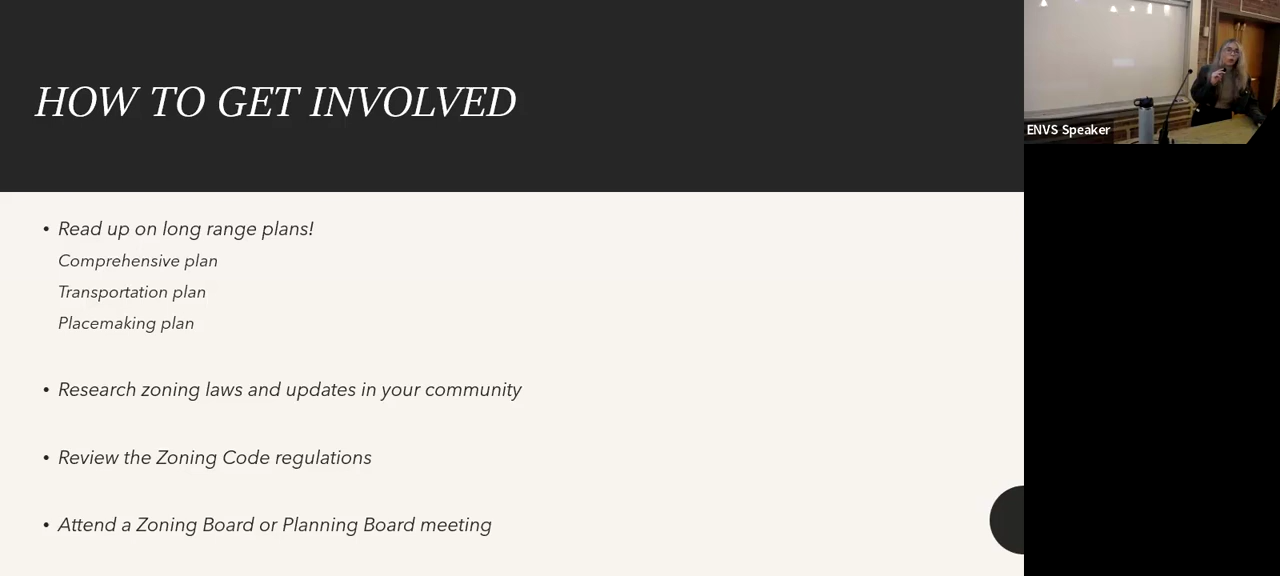 HOW TO GET INVOLVED
ENVS Speaker
• Read up on long range plans!
Comprehensive plan
Transportation plan
Placemaking plan
• Research zoning laws and updates in your community
• Review the Zoning Code regulations
• Attend a Zoning Board or Planning Board meeting